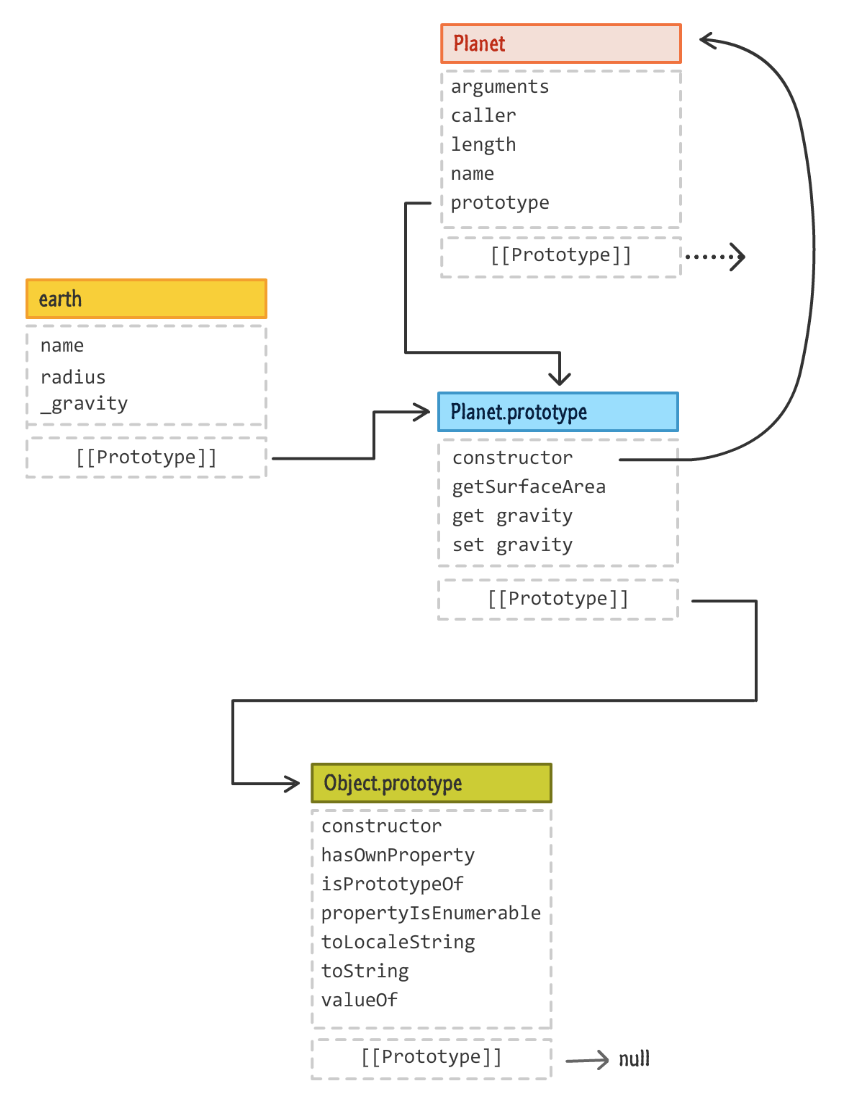 Planet
arguments
caller
length
name
prototype
[[Prototype]]
earth
name
radius
_gravity
[[Prototype]]
Planet.prototype
constructor
getSurfaceArea
get gravity
set gravity
[[Prototype]]
Object.prototype
constructor
hasOwnProperty
isPrototypeOf
propertyIsEnumerable
toLocaleString
toString
valueOf
[[Prototype]]
null